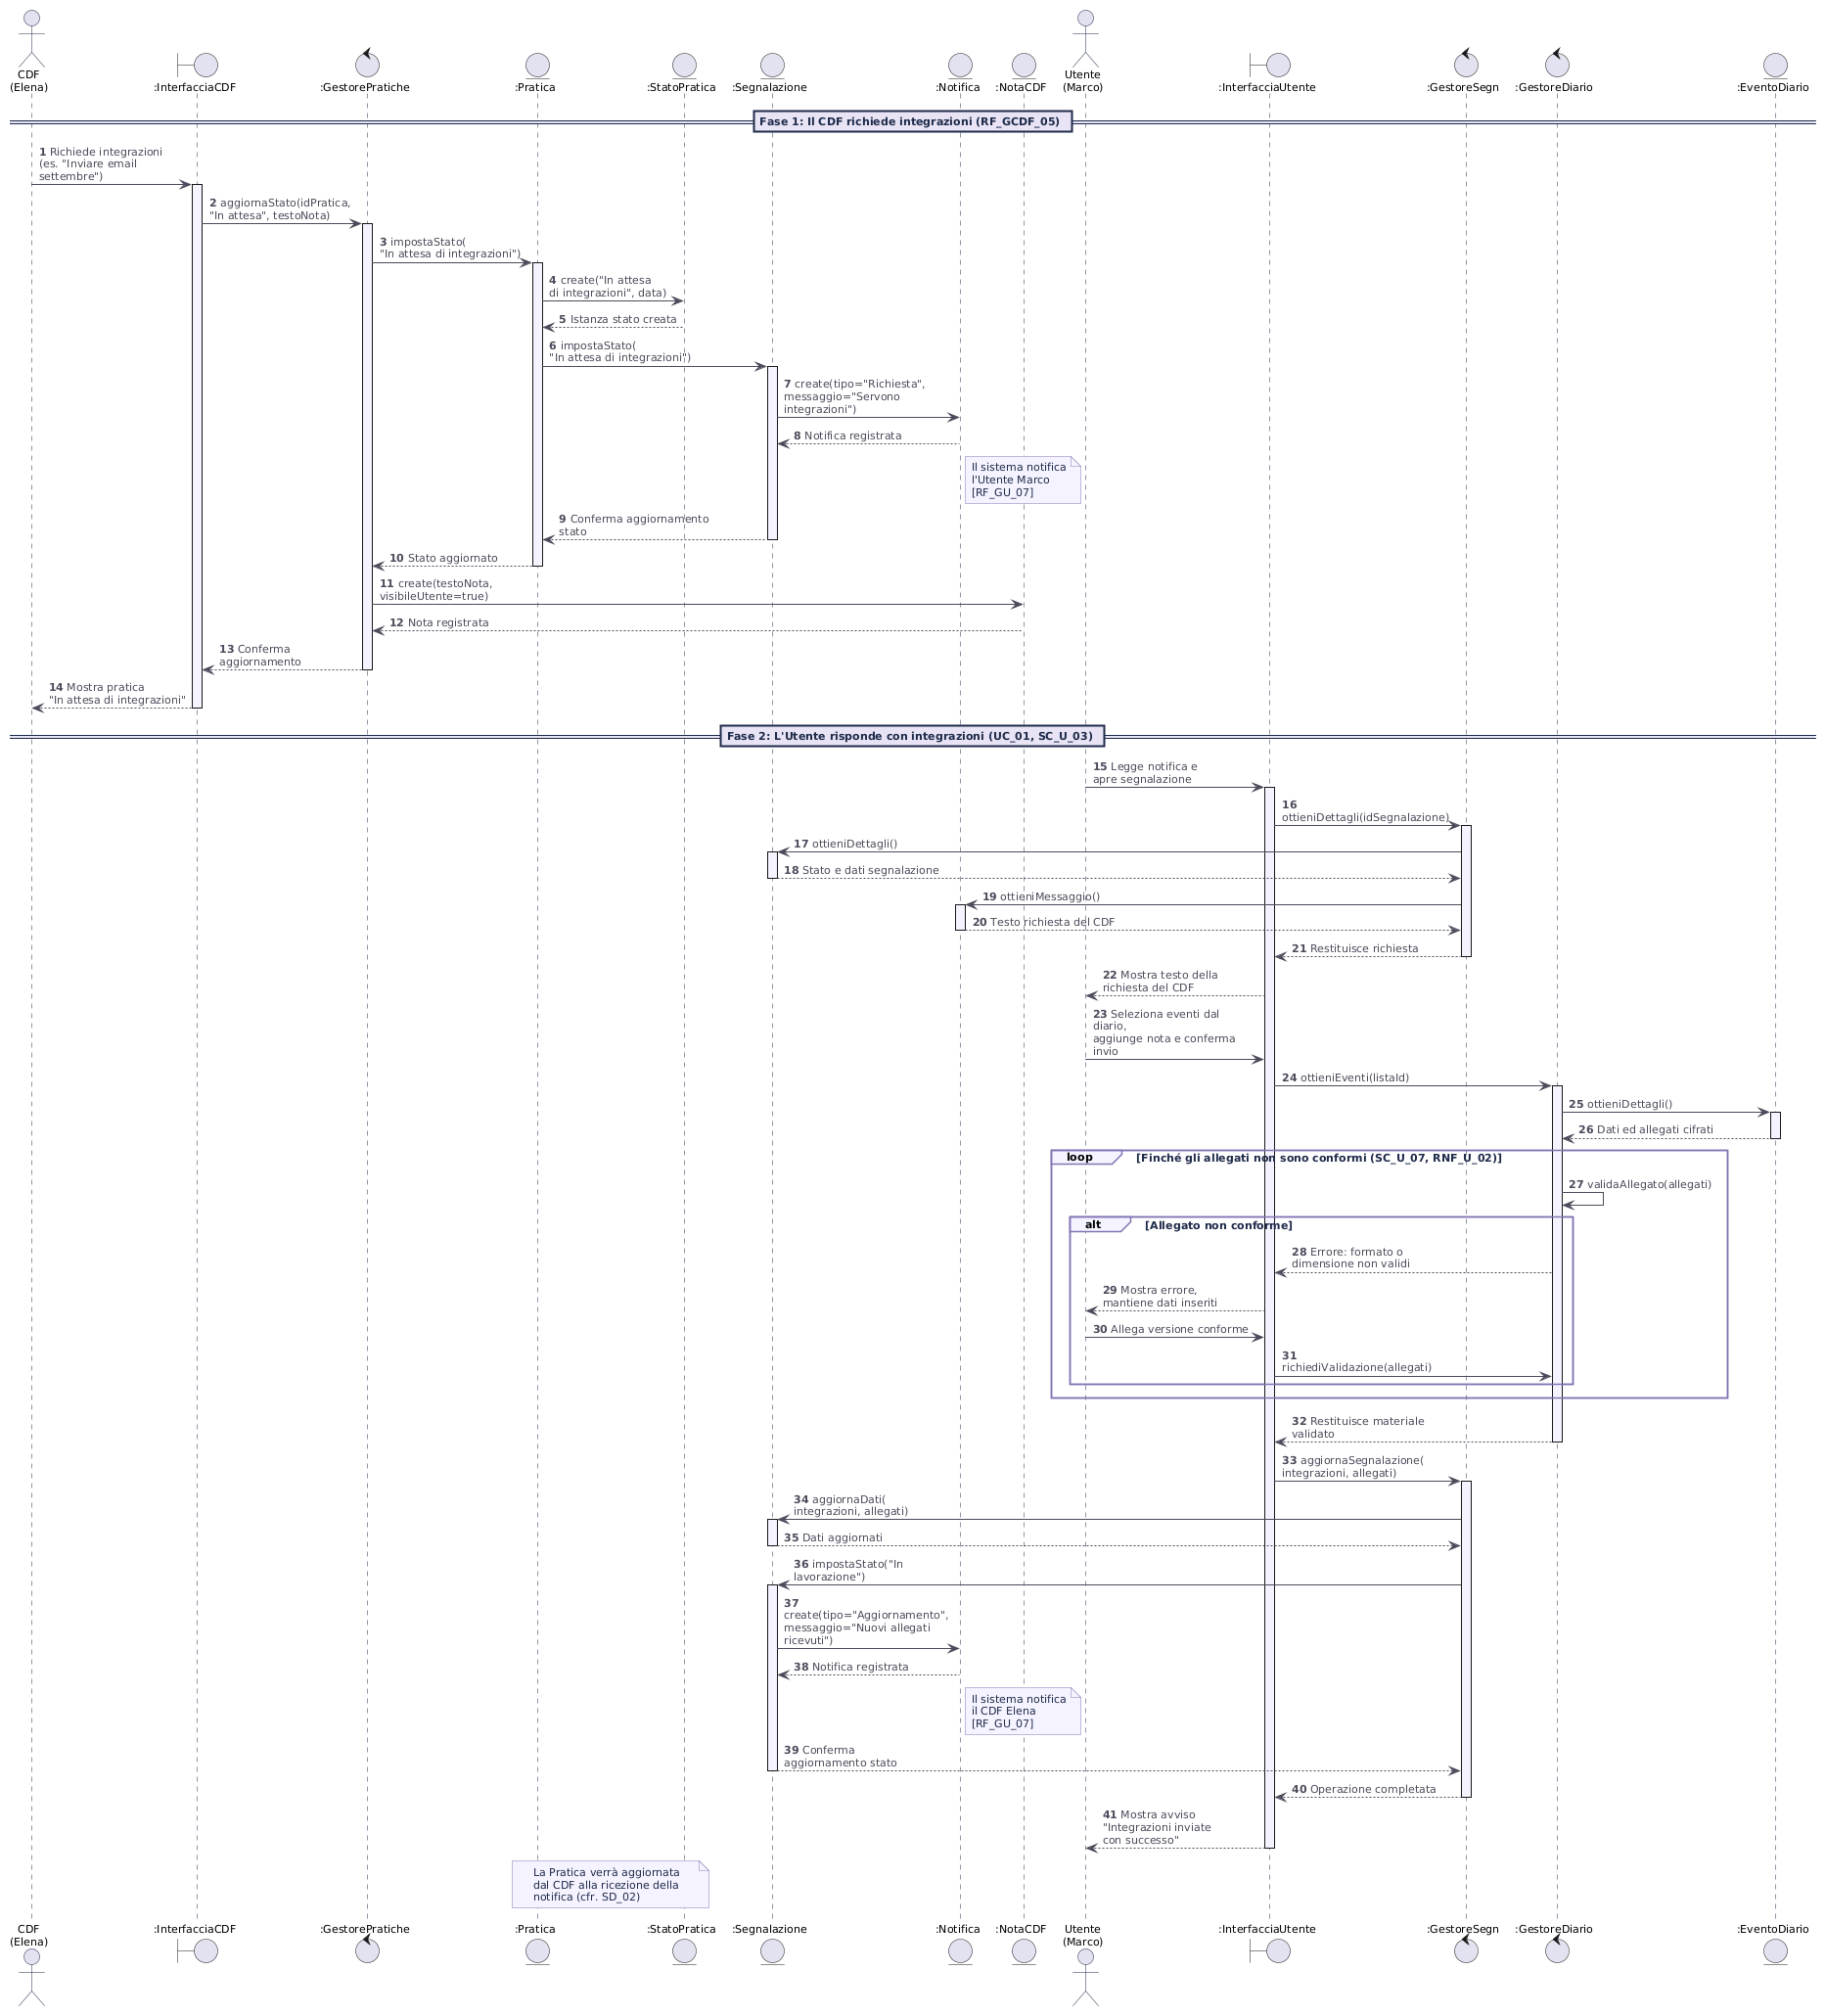 CDF
(Elena)
:InterfacciaCDF
:GestorePratiche
:Pratica
:StatoPratica
:Segnalazione
:Notifica
:NotaCDF
Utente
(Marco)
:InterfacciaUtente
:GestoreSegn
:GestoreDiario
:EventoDiario
Fase 1: Il CDF richiede integrazioni (RF_GCDF_05)
1 Richiede integrazioni
(es. "Inviare email
settembre")
2 aggiornaStato(idPratica,
"In attesa", testoNota)
3 impostaStato(
"In attesa di integrazioni")
4 create("In attesa
di integrazioni", data)
5 Istanza stato creata
6 impostaStato(
"In attesa di integrazioni")
7 create(tipo="Richiesta",
messaggio="Servono
integrazioni")
8 Notifica registrata
Il sistema notifica
l'Utente Marco
[RF_GU_07]
9 Conferma aggiornamento
stato
10 Stato aggiornato
11 create(testoNota,
visibileUtente=true)
12 Nota registrata
13 Conferma
aggiornamento
14 Mostra pratica
"In attesa di integrazioni"
Fase 2: L'Utente risponde con integrazioni (UC_01, SC_U_03)
15 Legge notifica e
apre segnalazione
16
ottieniDettagli(idSegnalazione)
17 ottieniDettagli()
18 Stato e dati segnalazione
19 ottieniMessaggio()
20 Testo richiesta del CDF
21 Restituisce richiesta
22 Mostra testo della
richiesta del CDF
23 Seleziona eventi dal
diario,
aggiunge nota e conferma
invio
24 ottieniEventi(listaId)
25 ottieniDettagli()
26 Dati ed allegati cifrati
loop [Finché gli allegati non sono conformi (SC_U_07, RNF_U_02)]
27 validaAllegato(allegati)
alt [Allegato non conforme]
28 Errore: formato o
dimensione non validi
29 Mostra errore,
mantiene dati inseriti
30 Allega versione conforme
31
richiediValidazione(allegati)
32 Restituisce materiale
validato
33 aggiornaSegnalazione(
integrazioni, allegati)
34 aggiornaDati(
integrazioni, allegati)
35 Dati aggiornati
36 impostaStato("In
lavorazione")
37
create(tipo="Aggiornamento",
messaggio="Nuovi allegati
ricevuti")
38 Notifica registrata
Il sistema notifica
il CDF Elena
[RF_GU_07]
39 Conferma
aggiornamento stato
40 Operazione completata
41 Mostra avviso
"Integrazioni inviate
con successo"
La Pratica verrà aggiornata
dal CDF alla ricezione della
notifica (cfr. SD_02)
CDF
(Elena)
:InterfacciaCDF
:GestorePratiche
:Pratica
:StatoPratica
:Segnalazione
:Notifica
:NotaCDF
Utente
(Marco)
:InterfacciaUtente
:GestoreSegn
:GestoreDiario
:EventoDiario